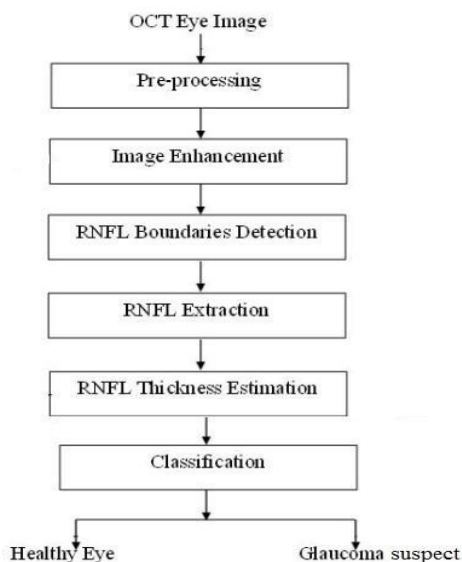 OCT Eye Image
Pre-processing
Image Enhancement
RNFL Boundaries Detection
RNFL Extraction
RNFL Thickness Estimation
Classification
Healthy Eye
Glaucoma suspect